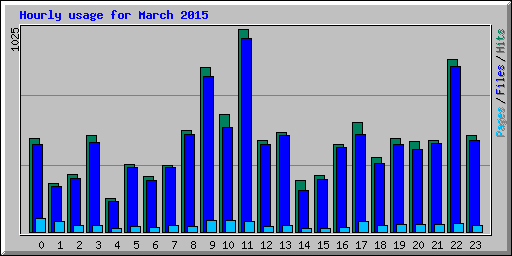 Hourly usage for March 2015
1025
Pages/Files/Hits
0 1 2 3 4 5 6 7 8 9 10 11 12 13 14 15 16 17 18 19 20 21 22 23